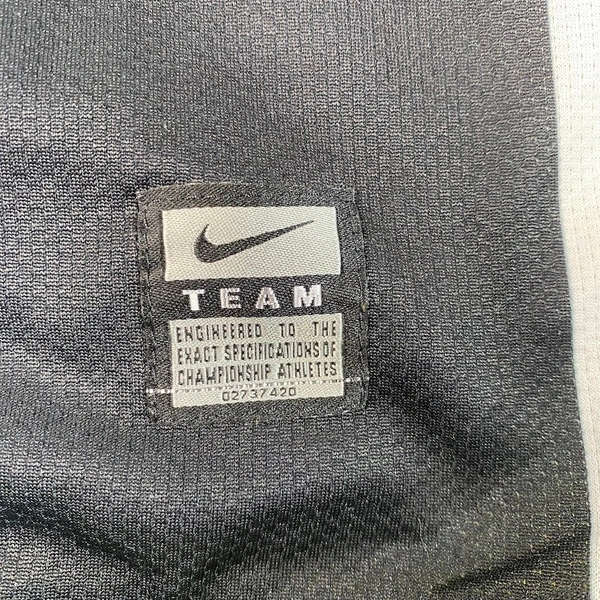 TEAM
ENGINEERED TO THE
EXACT SPECIFICATIONS OF
CHAMPIONSHIP ATHLETES
02737420